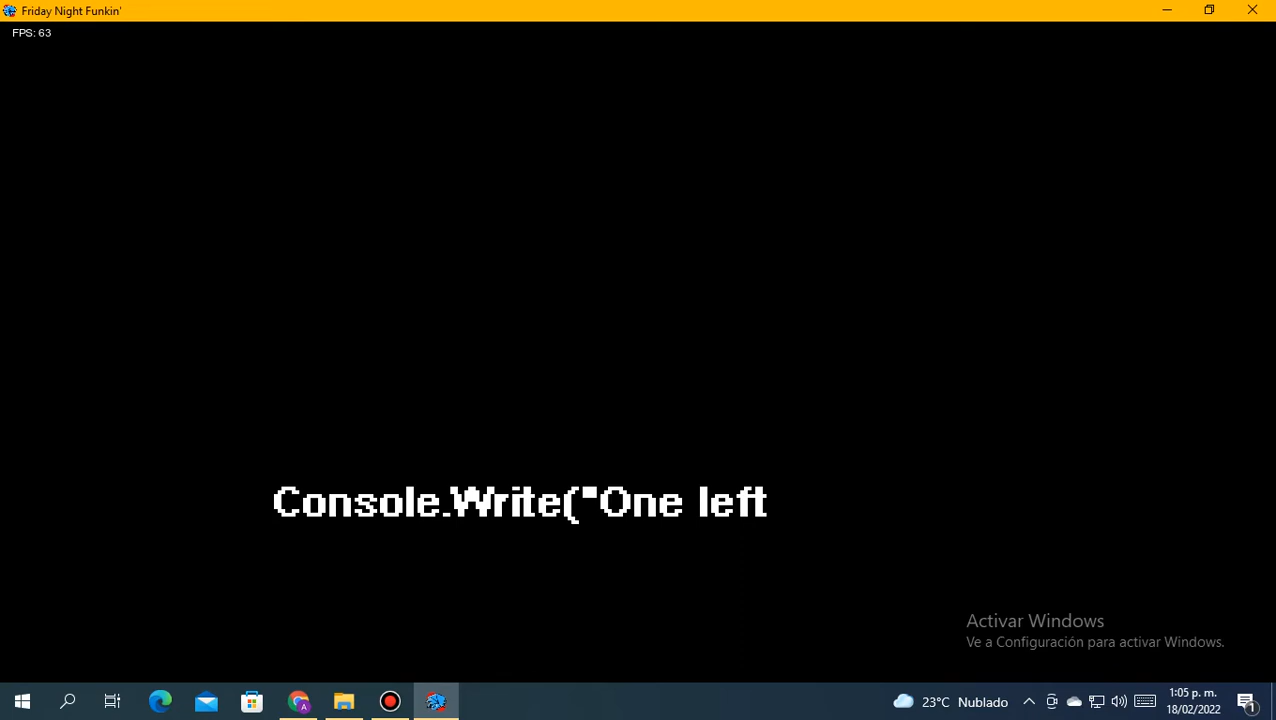 Friday Night Funkin'
FPS: 63
Console.Write("One left
Activar Windows
Ve a Configuración para activar Windows.
23°C Nublado
1:05 p. m.
18/02/2022
1